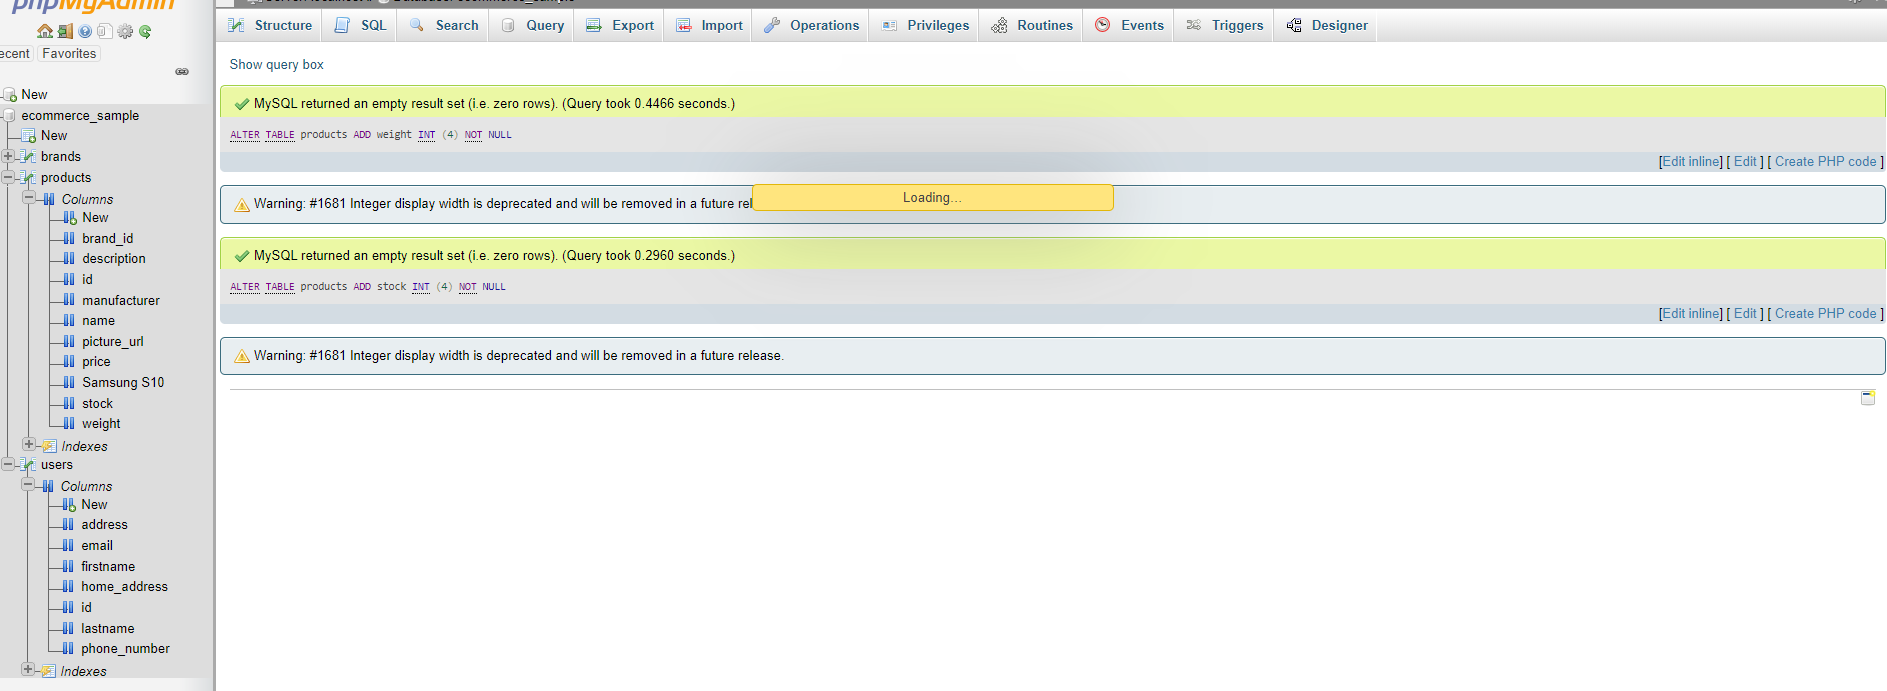 phpMyAdmin
ecent Favorites
New
ecommerce_sample
New
brands
products
Columns
New
brand_id
description
id
manufacturer
name
picture_url
price
Samsung S10
stock
weight
Indexes
users
Columns
New
address
email
firstname
home_address
id
lastname
phone_number
Indexes
Structure SQL Search Query Export Import Operations Privileges Routines Events Triggers Designer
Show query box
MySQL returned an empty result set (i.e. zero rows). (Query took 0.4466 seconds.)
ALTER TABLE products ADD weight INT (4) NOT NULL
[Edit inline] [ Edit ] [ Create PHP code ]
Warning: #1681 Integer display width is deprecated and will be removed in a future rel
Loading...
MySQL returned an empty result set (i.e. zero rows). (Query took 0.2960 seconds.)
ALTER TABLE products ADD stock INT (4) NOT NULL
[Edit inline] [ Edit ] [ Create PHP code ]
Warning: #1681 Integer display width is deprecated and will be removed in a future release.